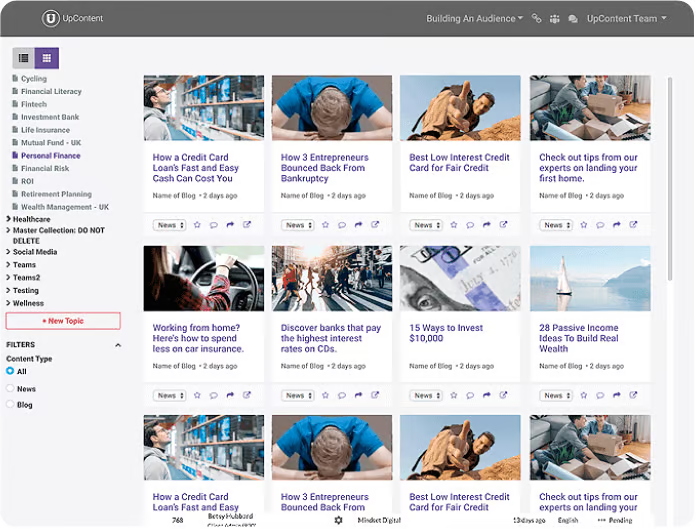 UpContent
Building An Audience
UpContent Team
Cycling
Financial Literacy
Fintech
Investment Bank
Life Insurance
Mutual Fund - UK
Personal Finance
Financial Risk
ROI
Retirement Planning
Wealth Management - UK
Healthcare
Master Collection: DO NOT
DELETE
Social Media
Teams
Teams2
Testing
Wellness
+ New Topic
FILTERS
Content Type
All
News
Blog
How a Credit Card
Loan's Fast and Easy
Cash Can Cost You
Name of Blog • 2 days ago
News
How 3 Entrepreneurs
Bounced Back From
Bankruptcy
Name of Blog • 2 days ago
News
Best Low Interest Credit
Card for Fair Credit
Name of Blog • 2 days ago
News
Check out tips from our
experts on landing your
first home.
Name of Blog • 2 days ago
News
Working from home?
Here's how to spend
less on car insurance.
Name of Blog • 2 days ago
News
Discover banks that pay
the highest interest
rates on CDs.
Name of Blog • 2 days ago
News
15 Ways to Invest
$10,000
Name of Blog • 2 days ago
News
28 Passive Income
Ideas To Build Real
Wealth
Name of Blog • 2 days ago
News
How a Credit Card
Loan's Fast and Easy
How 3 Entrepreneurs
Bounced Back From
Best Low Interest Credit
Card for Fair Credit
Check out tips from our
experts on landing your
768
Betsy Hubbard
Mindset Digital
13 days ago
English
Pending